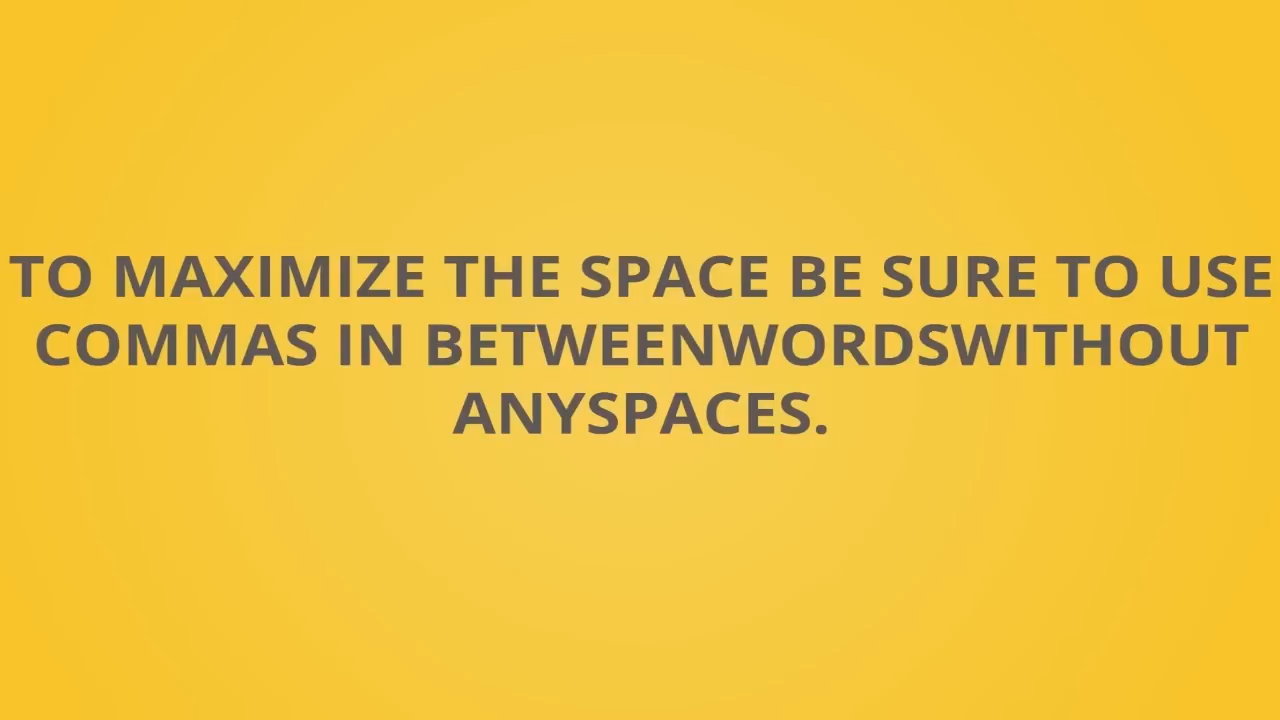 TO MAXIMIZE THE SPACE BE SURE TO USE
COMMAS IN BETWEENWORDSWITHOUT
ANYSPACES.